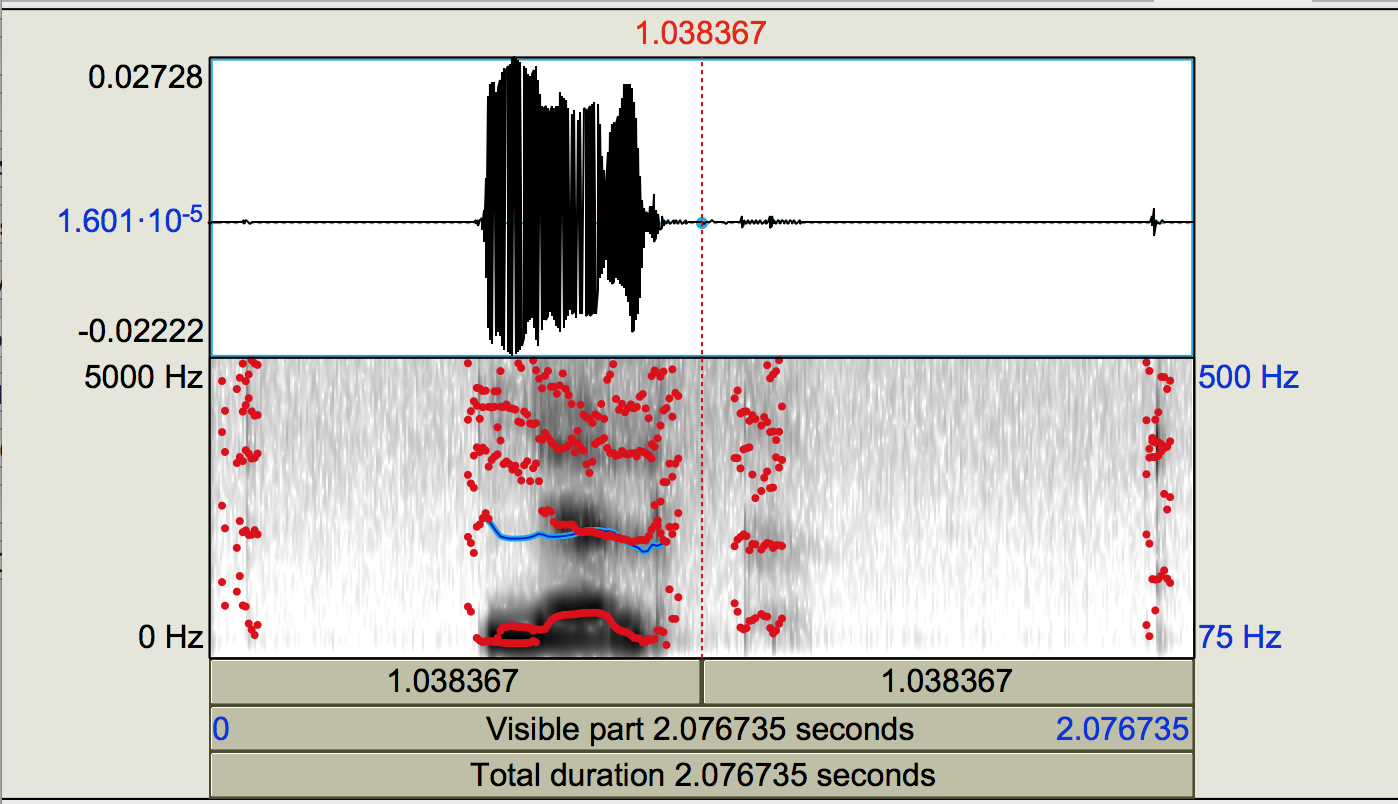 1.038367
0.02728
1.601·10⁻⁵
-0.02222
5000 Hz
500 Hz
0 Hz
75 Hz
1.038367 1.038367
0 Visible part 2.076735 seconds 2.076735
Total duration 2.076735 seconds